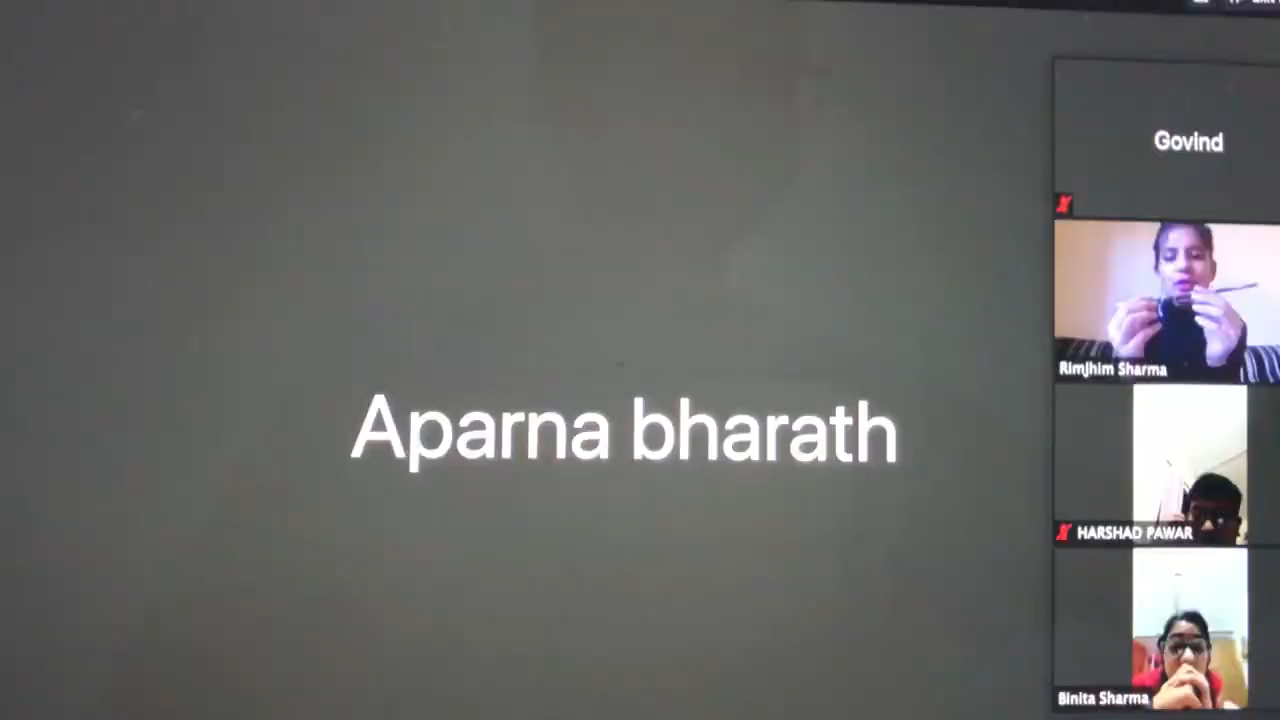 Govind
Aparna bharath
Rimjhim Sharma
HARSHAD PAWAR
Binita Sharma